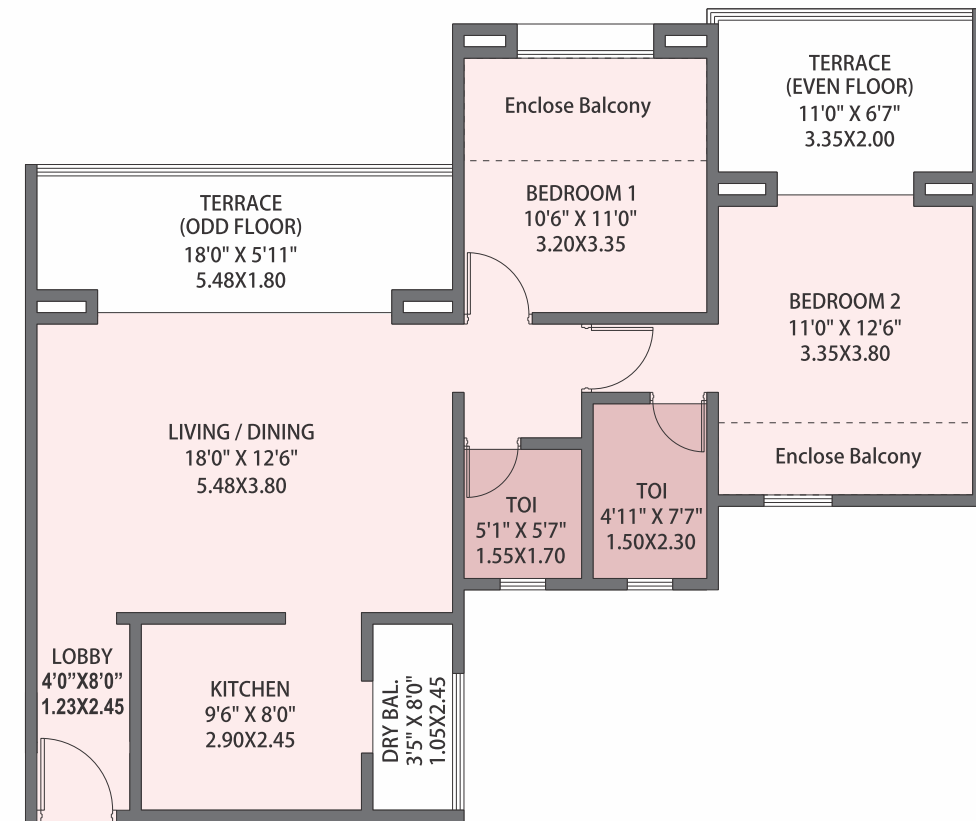 TERRACE
(EVEN FLOOR)
11'0" X 6'7"
3.35X2.00
Enclose Balcony
BEDROOM 1
10'6" X 11'0"
3.20X3.35
TERRACE
(ODD FLOOR)
18'0" X 5'11"
5.48X1.80
BEDROOM 2
11'0" X 12'6"
3.35X3.80
Enclose Balcony
LIVING / DINING
18'0" X 12'6"
5.48X3.80
TOI
5'1" X 5'7"
1.55X1.70
TOI
4'11" X 7'7"
1.50X2.30
LOBBY
4’0”X8’0”
1.23X2.45
KITCHEN
9'6" X 8'0"
2.90X2.45
DRY BAL.
3'5" X 8'0"
1.05X2.45